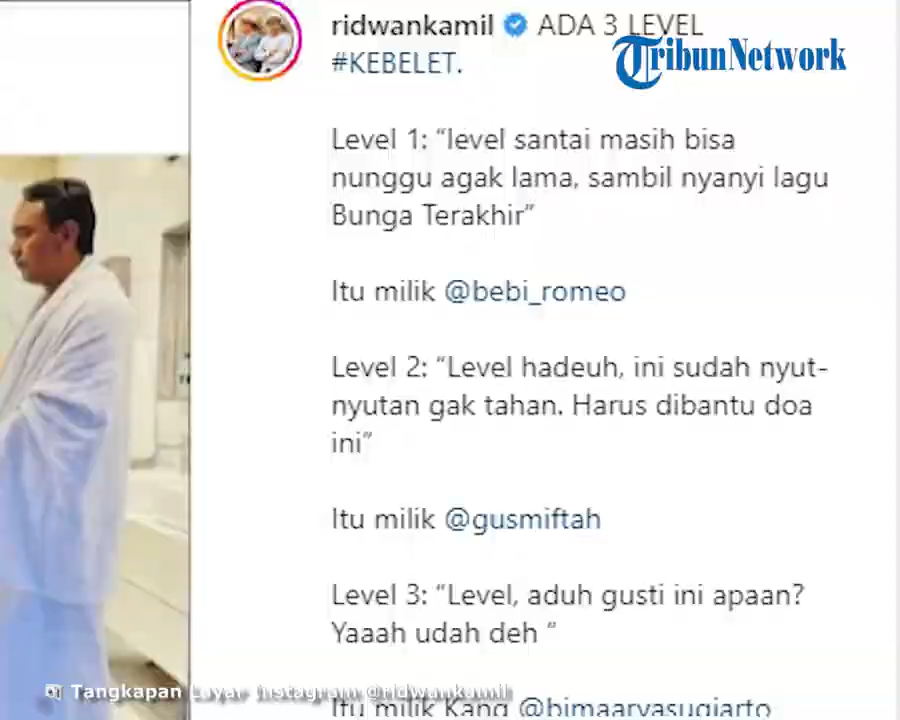 ridwankamil ADA 3 LEVEL
#KEBELET.
TribunNetwork
Level 1: “level santai masih bisa
nunggu agak lama, sambil nyanyi lagu
Bunga Terakhir”
Itu milik @bebi_romeo
Level 2: “Level hadeuh, ini sudah nyut-
nyutan gak tahan. Harus dibantu doa
ini”
Itu milik @gusmiftah
Level 3: “Level, aduh gusti ini apaan?
Yaaah udah deh ”
Itu milik Kang @bimaaryasugiarto
Tangkapan Layar Instagram @ridwankamil